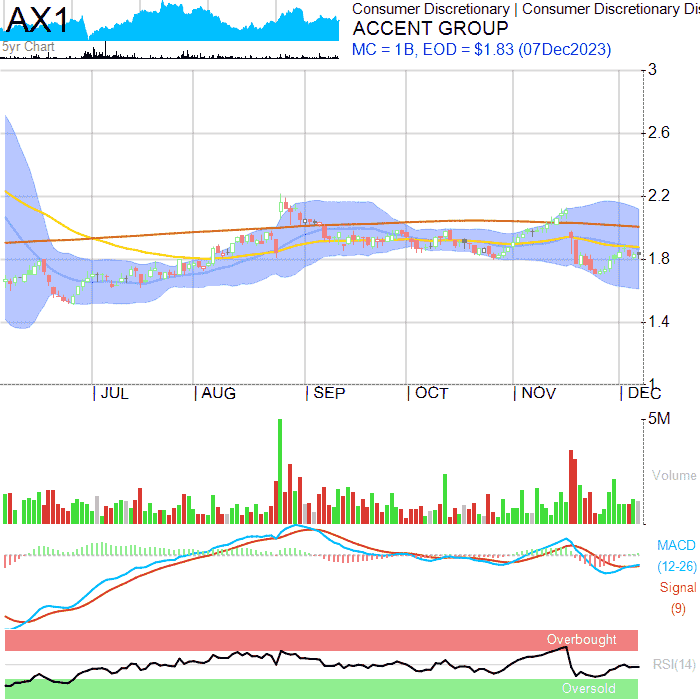 AX1
5yr Chart
Consumer Discretionary | Consumer Discretionary Dis
ACCENT GROUP
MC = 1B, EOD = $1.83 (07Dec2023)
3
2.6
2.2
1.8
1.4
1
| JUL | AUG | SEP | OCT | NOV | DEC
5M
Volume
MACD
(12-26)
Signal
(9)
Overbought
RSI(14)
Oversold